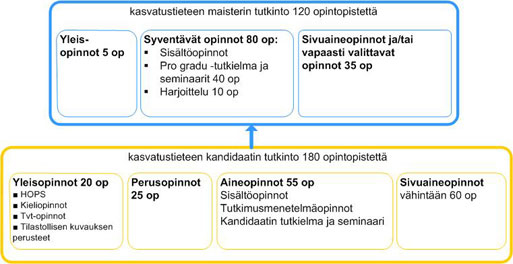 kasvatustieteen maisterin tutkinto 120 opintopistettä
Yleis-
opinnot 5 op
Syventävät opinnot 80 op:
▪ Sisältöopinnot
▪ Pro gradu -tutkielma ja
seminaarit 40 op
▪ Harjoittelu 10 op
Sivuaineopinnot ja/tai
vapaasti valittavat
opinnot 35 op
kasvatustieteen kandidaatin tutkinto 180 opintopistettä
Yleisopinnot 20 op
▪ HOPS
▪ Kieliopinnot
▪ Tvt-opinnot
▪ Tilastollisen kuvauksen
perusteet
Perusopinnot
25 op
Aineopinnot 55 op
Sisältöopinnot
Tutkimusmenetelmäopinnot
Kandidaatin tutkielma ja seminaari
Sivuaineopinnot
vähintään 60 op